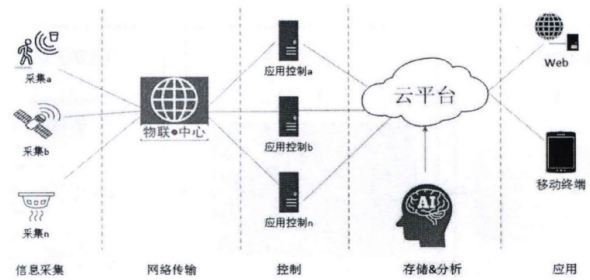 采集a
采集b
采集n
物联●中心
应用控制a
应用控制b
应用控制n
云平台
AI
Web
移动终端
信息采集
网络传输
控制
存储&分析
应用